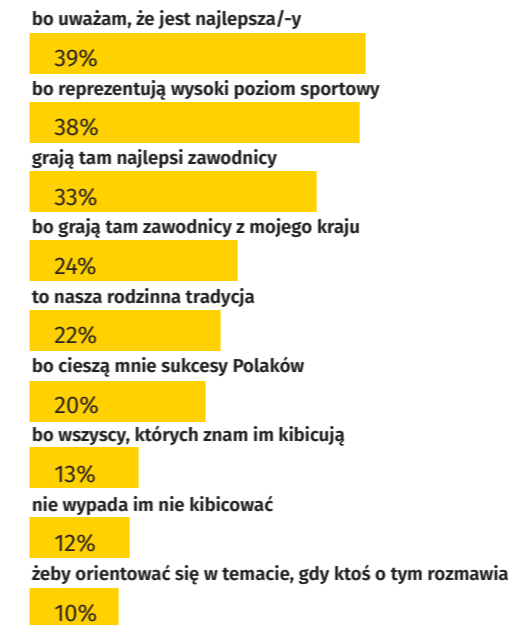 bo uważam, że jest najlepsza/-y
39%
bo reprezentują wysoki poziom sportowy
38%
grają tam najlepsi zawodnicy
33%
bo grają tam zawodnicy z mojego kraju
24%
to nasza rodzinna tradycja
22%
bo cieszą mnie sukcesy Polaków
20%
bo wszyscy, których znam im kibicują
13%
nie wypada im nie kibicować
12%
żeby orientować się w temacie, gdy ktoś o tym rozmawia
10%